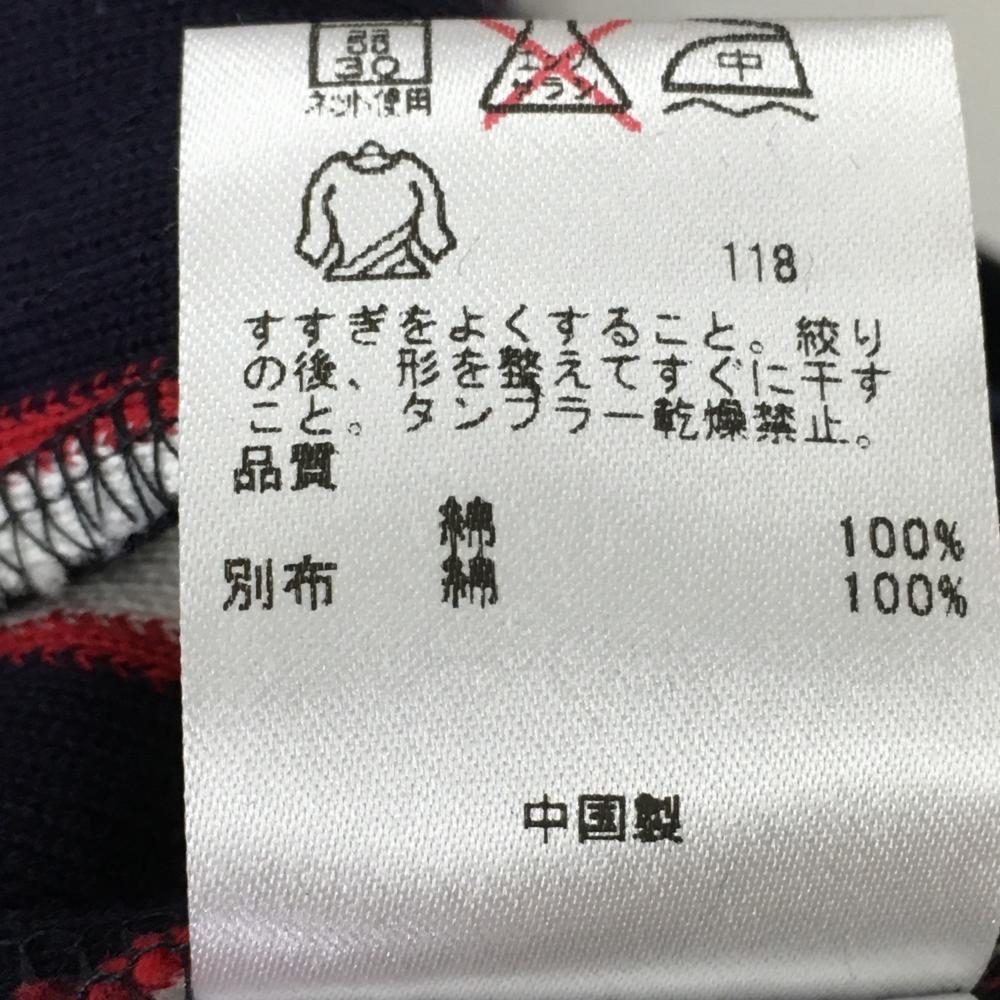 弱
30
ネット使用
エンソ
サラシ
中
118
すすぎをよくすること。絞り
の後、形を整えてすぐに干す
こと。タンブラー乾燥禁止。
品質
綿 100%
別布 綿 100%
中国製